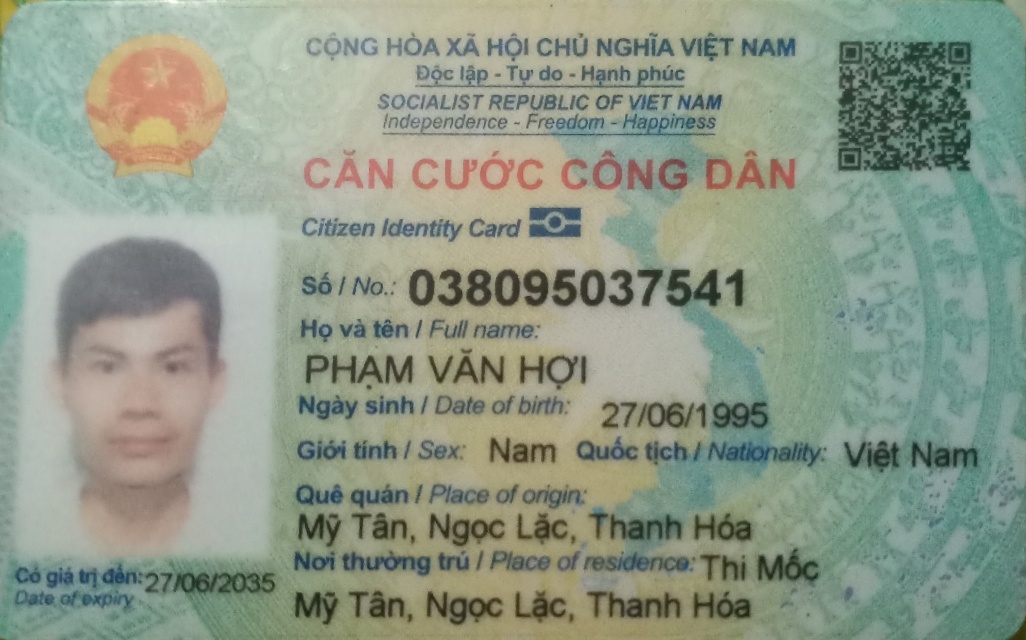 CỘNG HÒA XÃ HỘI CHỦ NGHĨA VIỆT NAM
Độc lập - Tự do - Hạnh phúc
SOCIALIST REPUBLIC OF VIET NAM
Independence - Freedom - Happiness
CĂN CƯỚC CÔNG DÂN
Citizen Identity Card
Số / No.: 038095037541
Họ và tên / Full name:
PHẠM VĂN HỢI
Ngày sinh / Date of birth: 27/06/1995
Giới tính / Sex: Nam Quốc tịch / Nationality: Việt Nam
Quê quán / Place of origin:
Mỹ Tân, Ngọc Lặc, Thanh Hóa
Nơi thường trú / Place of residence: Thi Mốc
Mỹ Tân, Ngọc Lặc, Thanh Hóa
Có giá trị đến: 27/06/2035
Date of expiry